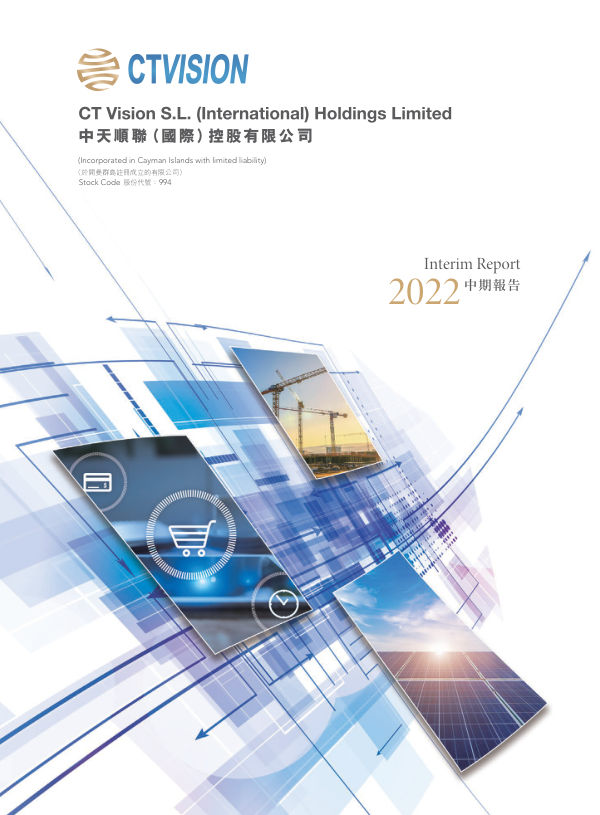 CTVISION
CT Vision S.L. (International) Holdings Limited
中天順聯（國際）控股有限公司
(Incorporated in Cayman Islands with limited liability)
（於開曼群島註冊成立的有限公司）
Stock Code 股份代號：994
Interim Report
2022 中期報告